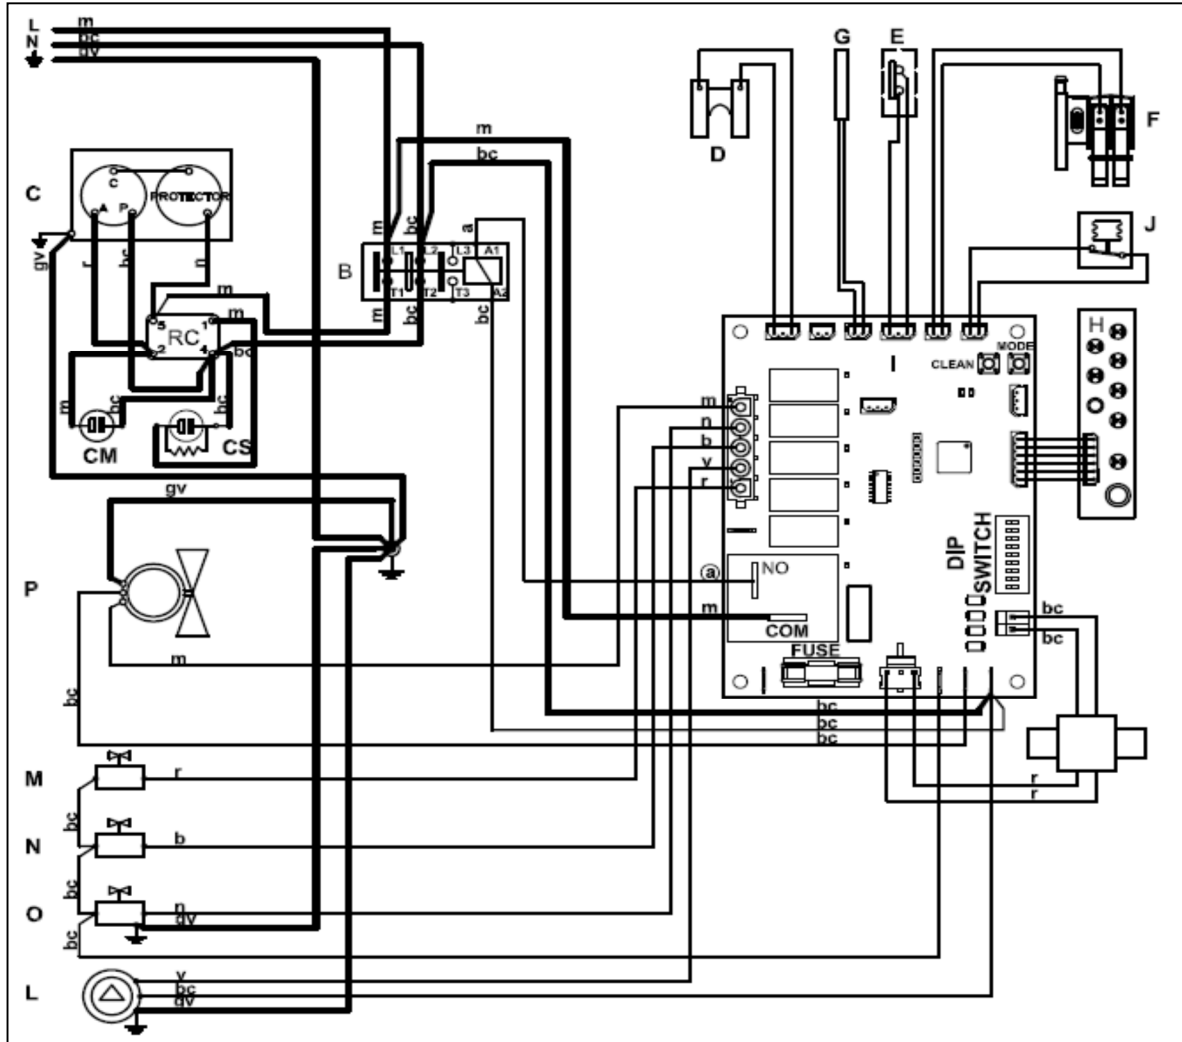 L m
N bc
gv
G E
F
D
m
bc
C
C
PROTECTOR
A P
gv r bc n
m bc a
B L1 L2 L3 A1
T1 T2 T3 A2
m bc bc
J
m
m
5 1
RC
2 4
bc
m bc bc
CM CS
H
MODE
CLEAN
m
n
b
v
r
gv
DIP SWITCH
P
a NO
m
COM
FUSE
bc
bc
m
bc
bc
bc
bc
M r
r
r
bc
N b
bc
O n
gv
bc
v
L bc
gv